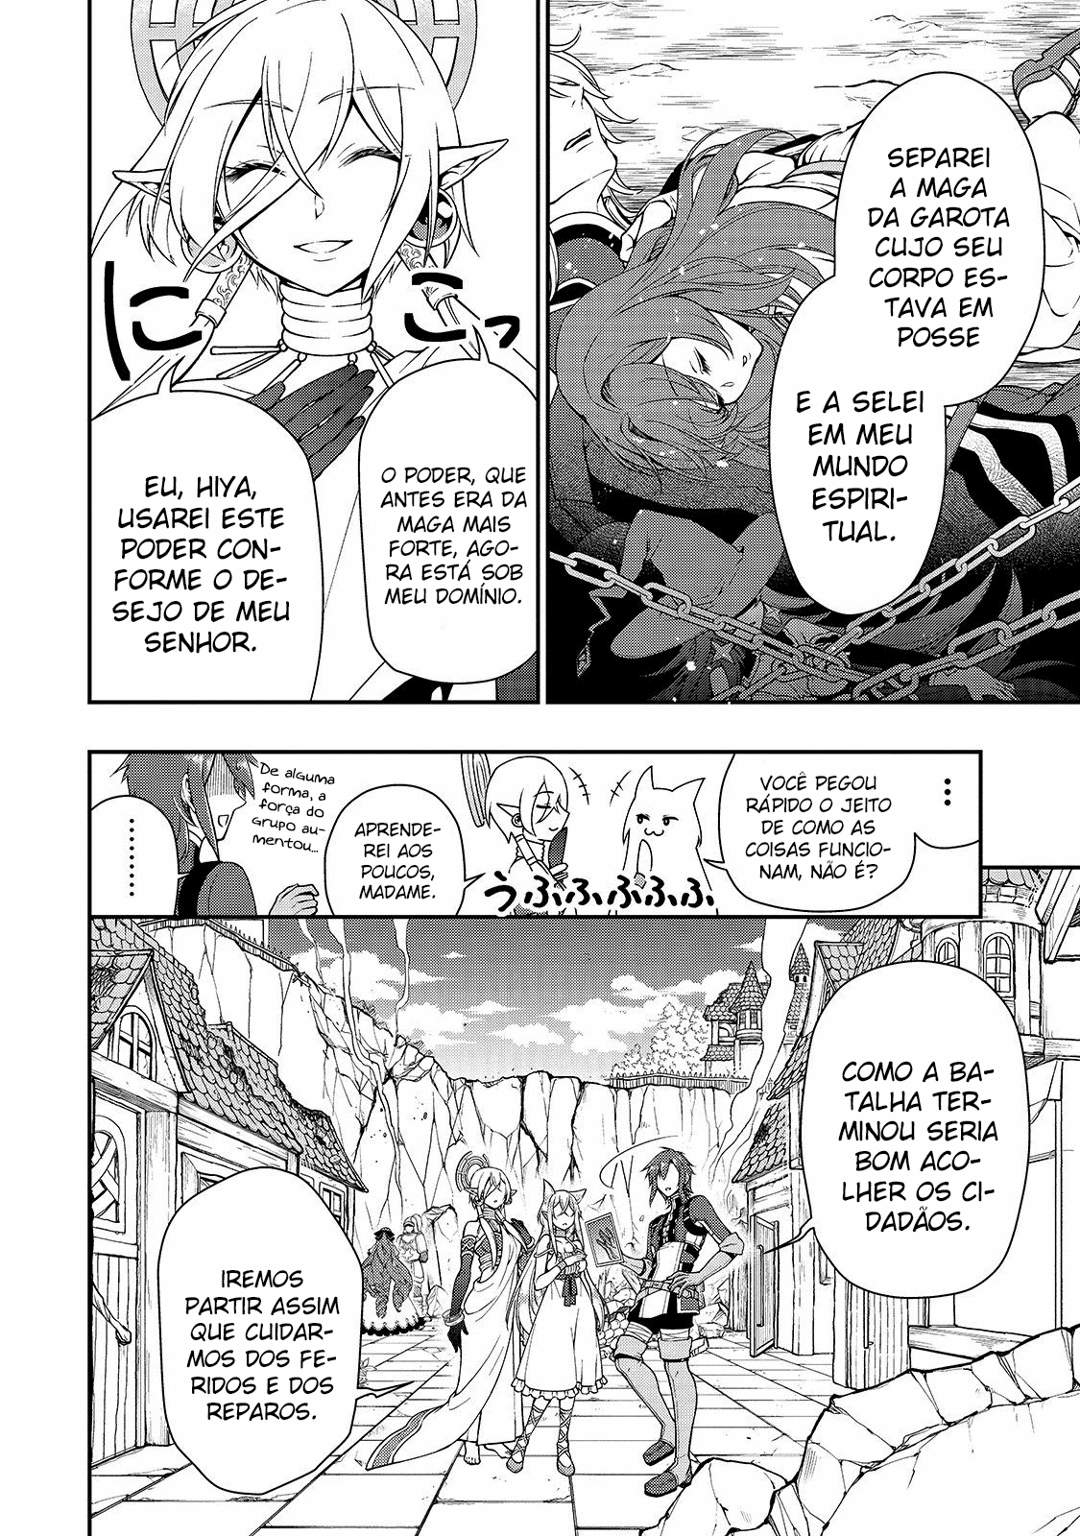 SEPAREI
A MAGA
DA GAROTA
CUJO SEU
CORPO ES-
TAVA EM
POSSE
E A SELEI
EM MEU
MUNDO
ESPIRI-
TUAL.
O PODER, QUE
ANTES ERA DA
MAGA MAIS
FORTE, AGO-
RA ESTÁ SOB
MEU DOMÍNIO.
EU, HIYA,
USAREI ESTE
PODER CON-
FORME O DE-
SEJO DE MEU
SENHOR.
にこっ
VOCÊ PEGOU
RÁPIDO O JEITO
DE COMO AS
COISAS FUNCIO-
NAM, NÃO É?
APRENDE-
REI AOS
POUCOS,
MADAME.
うふふふふふ
De alguma
forma, a
força do
grupo au-
mentou...
COMO A BA-
TALHA TER-
MINOU SERIA
BOM ACO-
LHER OS CI-
DADÃOS.
IREMOS
PARTIR ASSIM
QUE CUIDAR-
MOS DOS FE-
RIDOS E DOS
REPAROS.